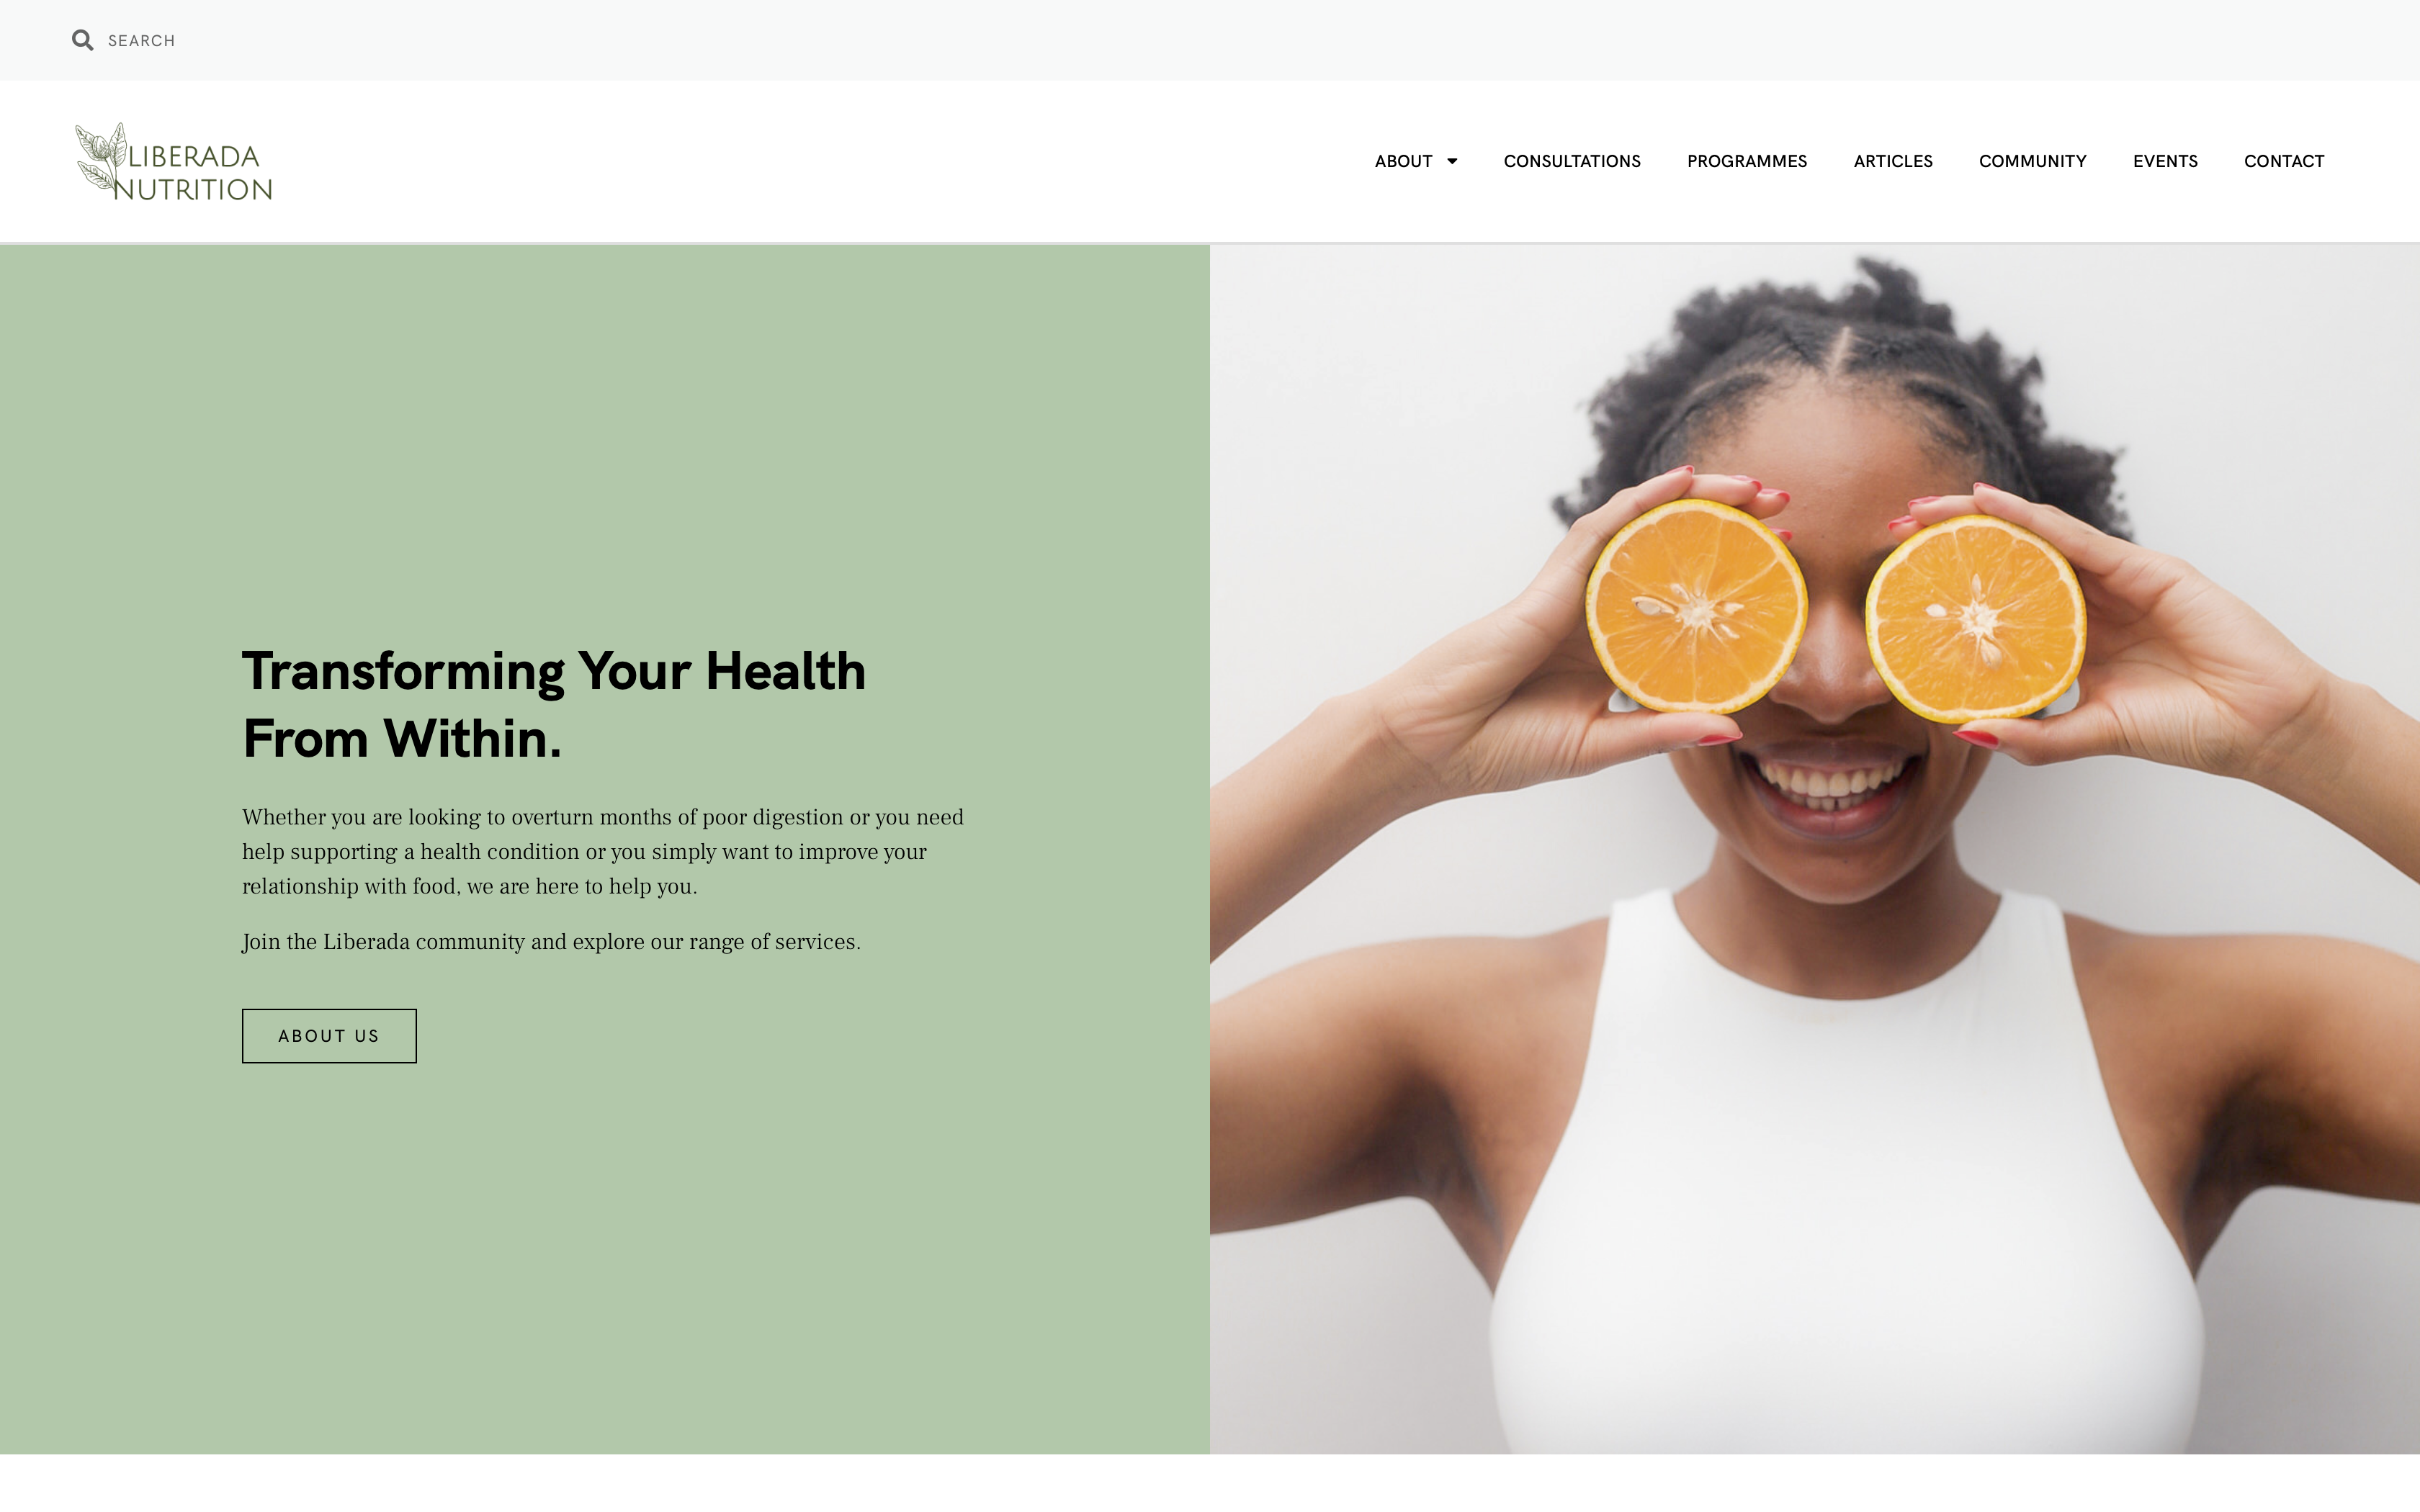 SEARCH
LIBERADA
NUTRITION
ABOUT CONSULTATIONS PROGRAMMES ARTICLES COMMUNITY EVENTS CONTACT
Transforming Your Health
From Within.
Whether you are looking to overturn months of poor digestion or you need
help supporting a health condition or you simply want to improve your
relationship with food, we are here to help you.
Join the Liberada community and explore our range of services.
ABOUT US